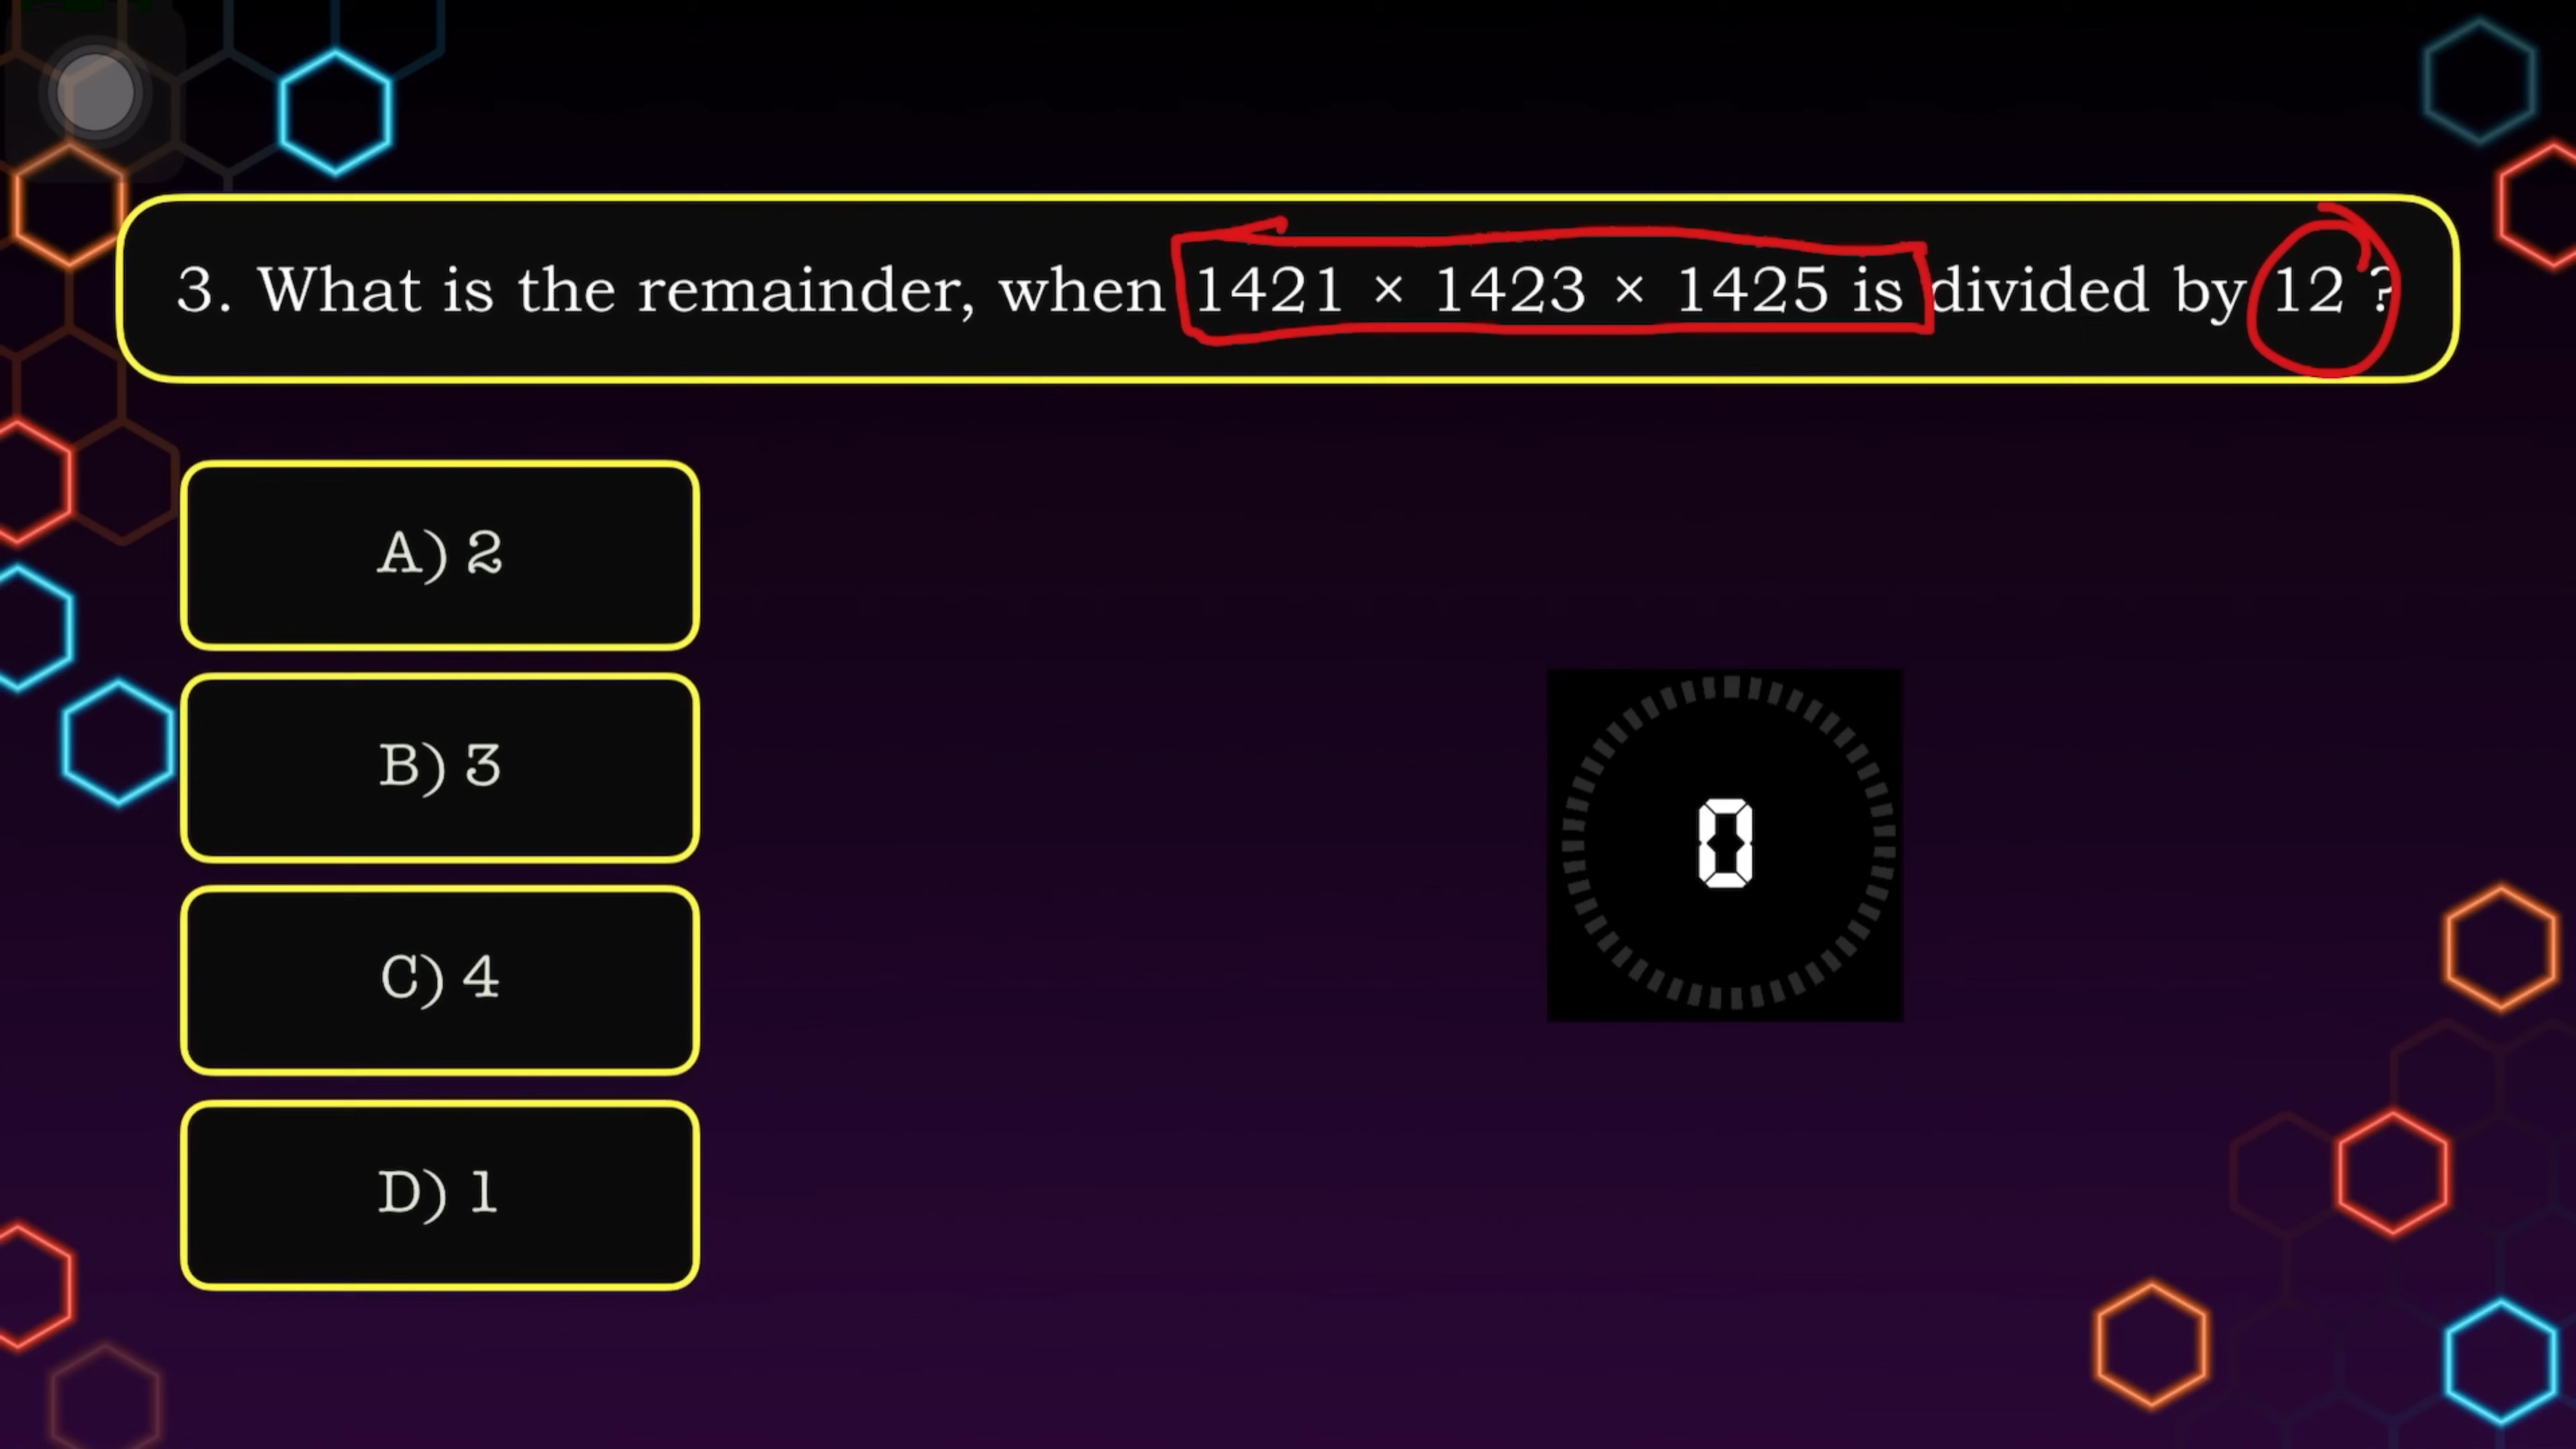 3. What is the remainder, when 1421 × 1423 × 1425 is divided by 12 ?
A) 2
B) 3
0
C) 4
D) 1